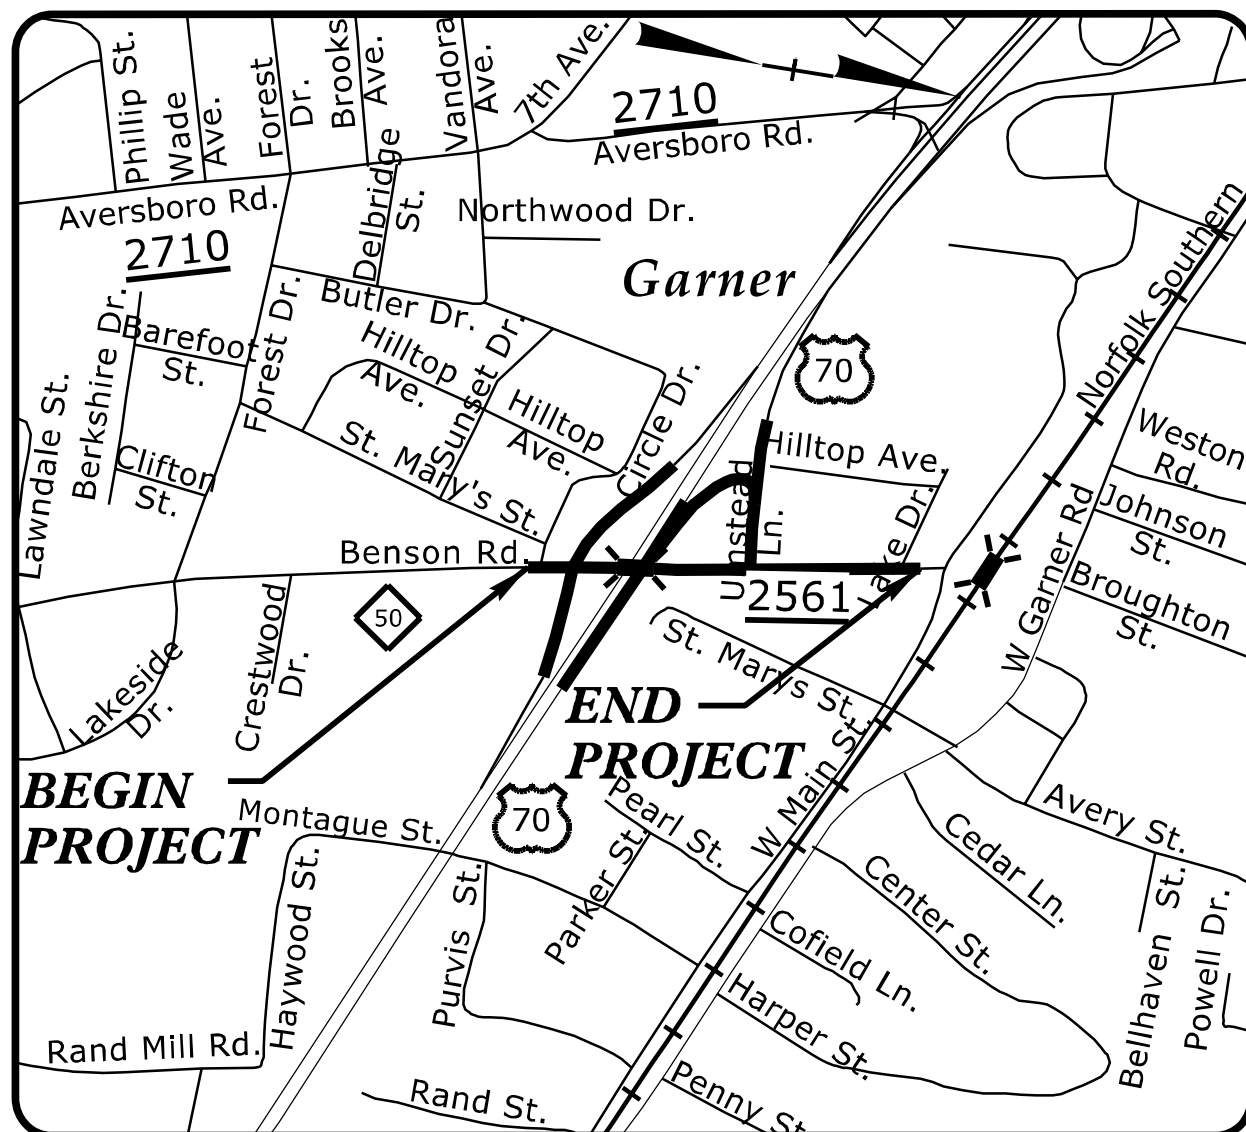 Phillip St.
Wade
Ave.
Forest
Dr.
Brooks
Ave.
Vandora
Ave.
7th Ave.
2710
Aversboro Rd.
Aversboro Rd.
2710
Delbridge
St.
Northwood Dr.
Garner
Norfolk Southern
Butler Dr.
Barefoot
St.
Berkshire Dr.
Forest Dr.
Hilltop
Ave.
Sunset Dr.
Hilltop
Ave.
Circle Dr.
70
Lawndale St.
Clifton
St.
St. Mary's St.
Hilltop Ave.
Weston
Rd.
Johnson
St.
Broughton
St.
W Garner Rd
Lake Dr.
Ln.
Benson Rd.
2561
50
Crestwood
Dr.
Lakeside
Dr.
St. Marys St.
END
PROJECT
BEGIN
PROJECT
W Main St.
70
Montague St.
Pearl St.
Parker St.
Avery St.
Cedar Ln.
Center St.
Cofield Ln.
Harper St.
Penny St.
Haywood St.
Purvis St.
Bellhaven St.
Powell Dr.
Rand Mill Rd.
Rand St.